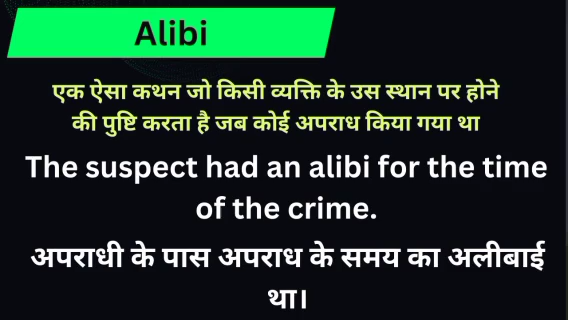 Alibi
एक ऐसा कथन जो किसी व्यक्ति के उस स्थान पर होने
की पुष्टि करता है जब कोई अपराध किया गया था
The suspect had an alibi for the time
of the crime.
अपराधी के पास अपराध के समय का अलीबाई
था।